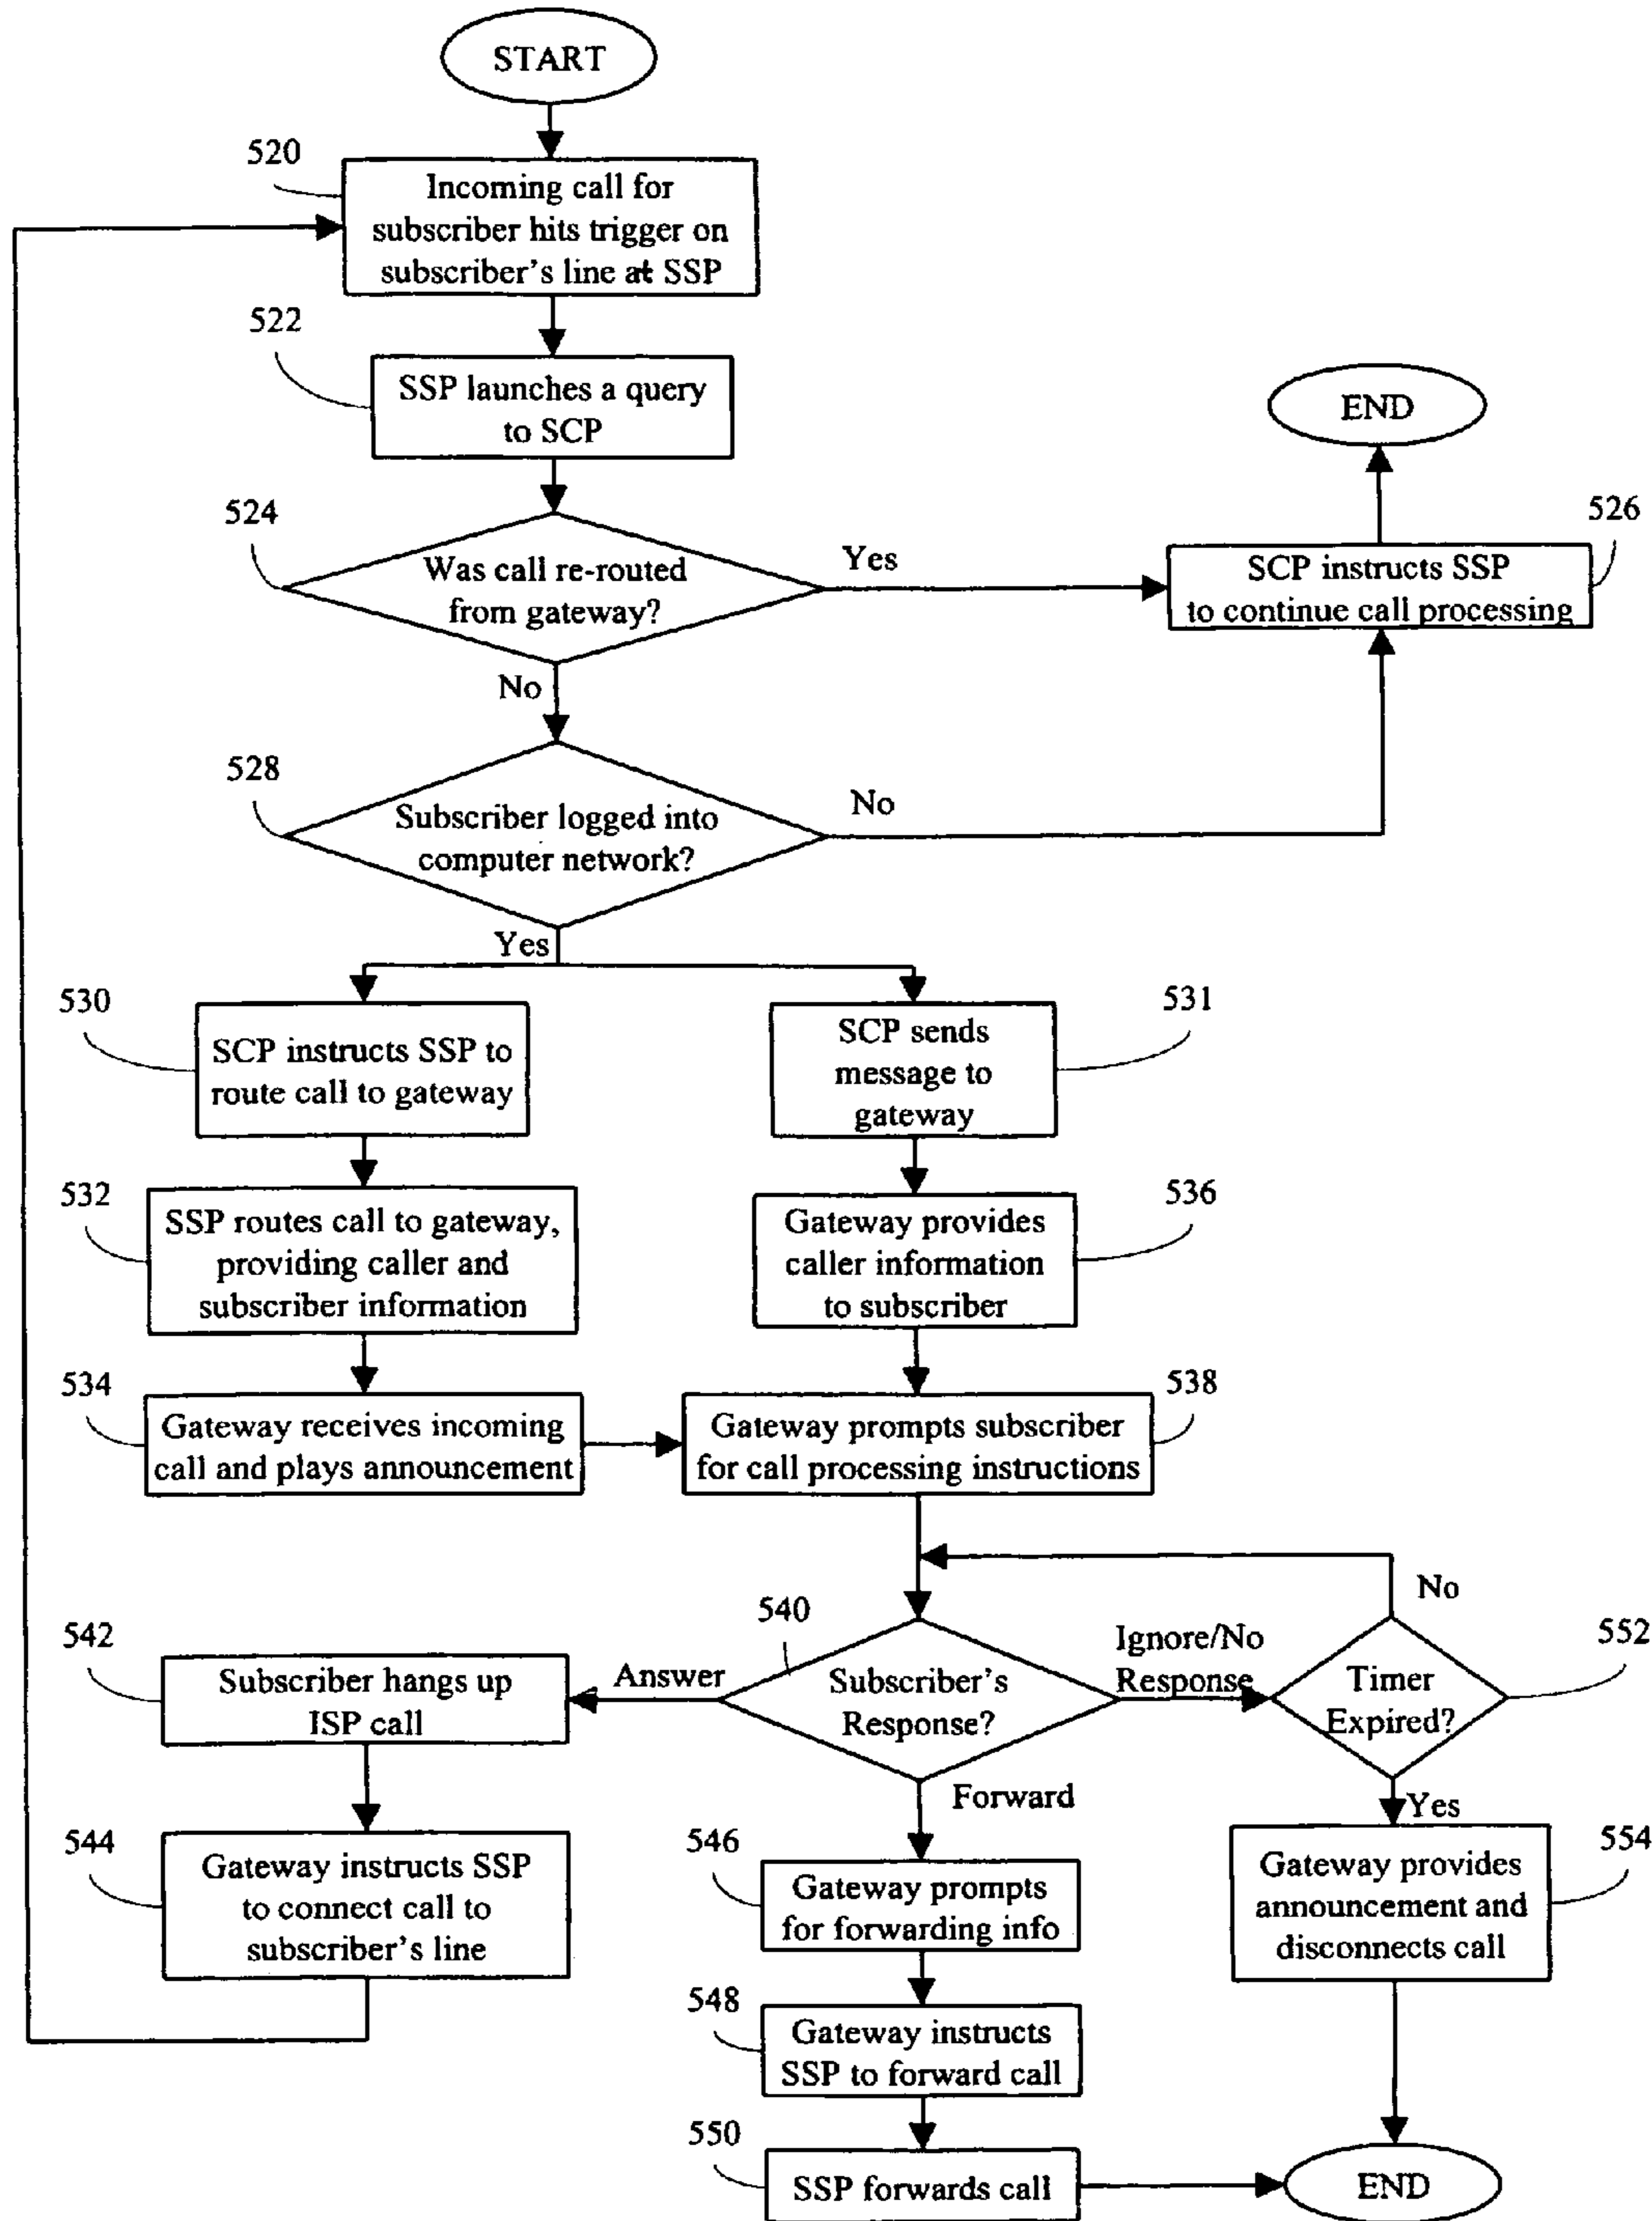 START
520
Incoming call for
subscriber hits trigger on
subscriber's line at SSP
522
SSP launches a query
to SCP
END
524
Was call re-routed
from gateway?
Yes
526
SCP instructs SSP
to continue call processing
No
528
Subscriber logged into
computer network?
No
Yes
530
SCP instructs SSP to
route call to gateway
531
SCP sends
message to
gateway
532
SSP routes call to gateway,
providing caller and
subscriber information
536
Gateway provides
caller information
to subscriber
534
Gateway receives incoming
call and plays announcement
538
Gateway prompts subscriber
for call processing instructions
No
540
Subscriber's
Response?
Ignore/No
Response
552
Timer
Expired?
542
Answer
Subscriber hangs up
ISP call
Forward
Yes
544
Gateway instructs SSP
to connect call to
subscriber's line
546
Gateway prompts
for forwarding info
554
Gateway provides
announcement and
disconnects call
548
Gateway instructs
SSP to forward call
550
SSP forwards call
END